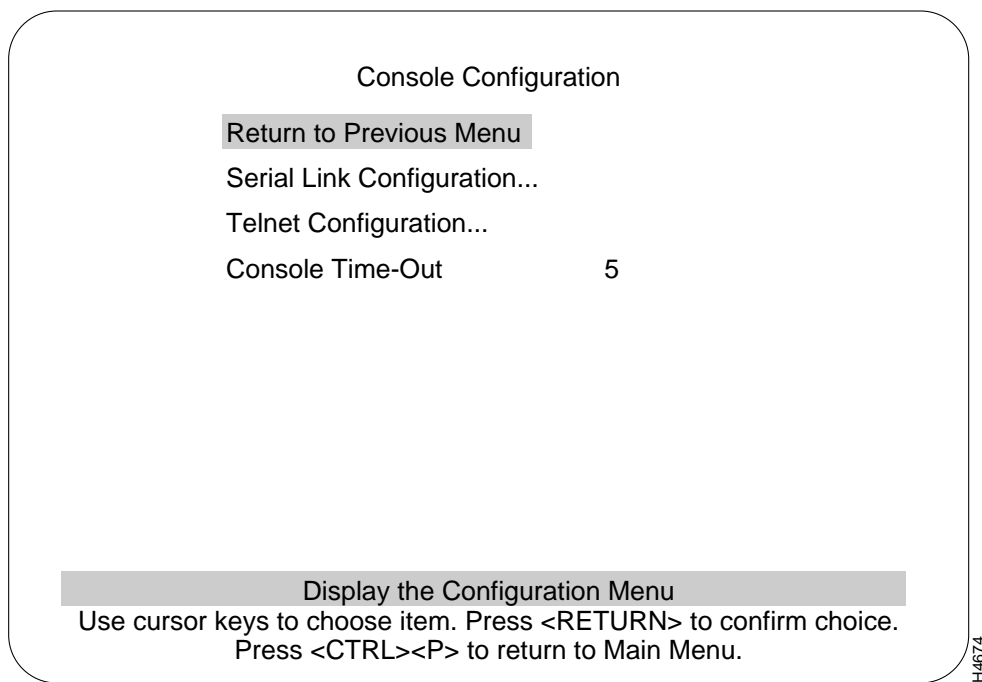 Console Configuration
Return to Previous Menu
Serial Link Configuration...
Telnet Configuration...
Console Time-Out 5
Display the Configuration Menu
Use cursor keys to choose item. Press <RETURN> to confirm choice.
Press <CTRL><P> to return to Main Menu.
H4674